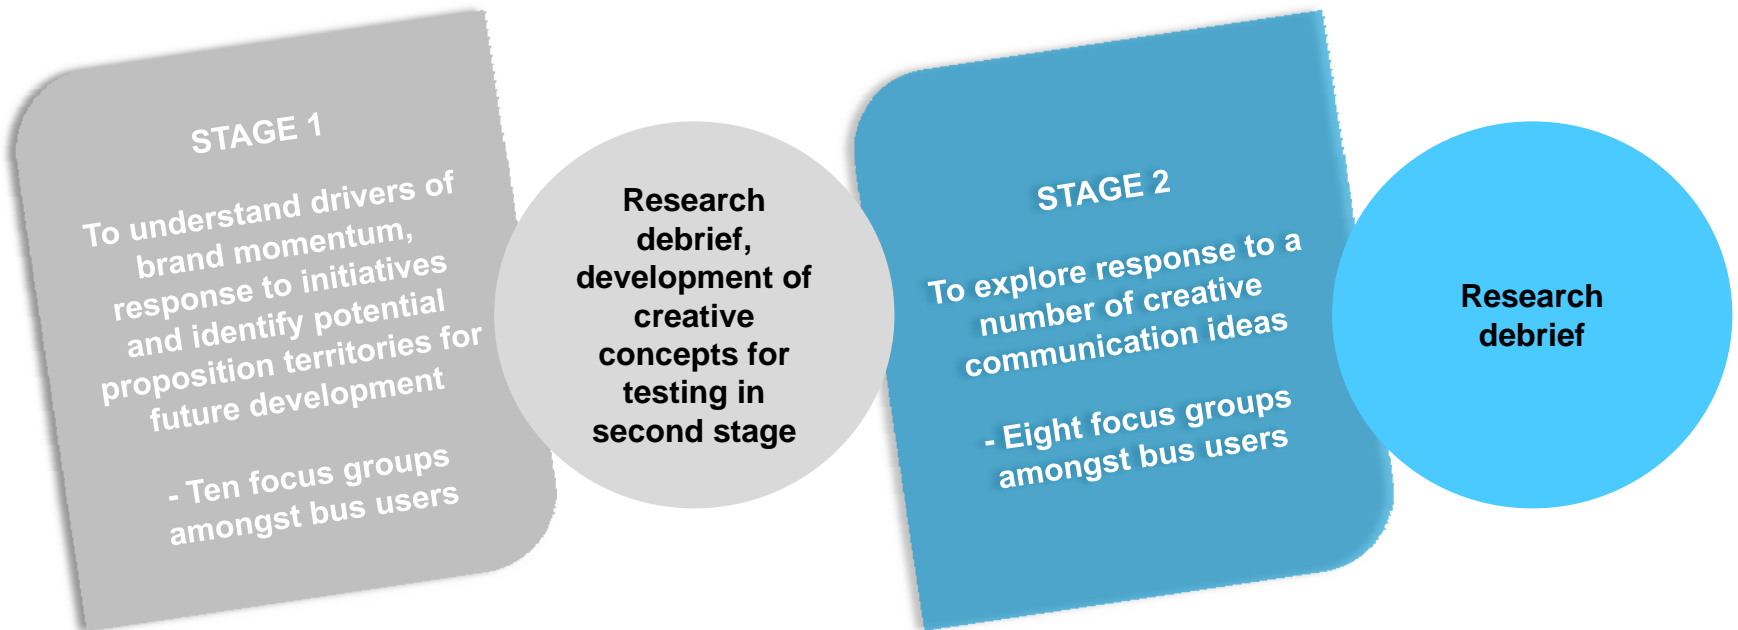 STAGE 1
To understand drivers of
brand momentum,
response to initiatives
and identify potential
proposition territories for
future development
- Ten focus groups
amongst bus users
Research
debrief,
development of
creative
concepts for
testing in
second stage
STAGE 2
To explore response to a
number of creative
communication ideas
- Eight focus groups
amongst bus users
Research
debrief